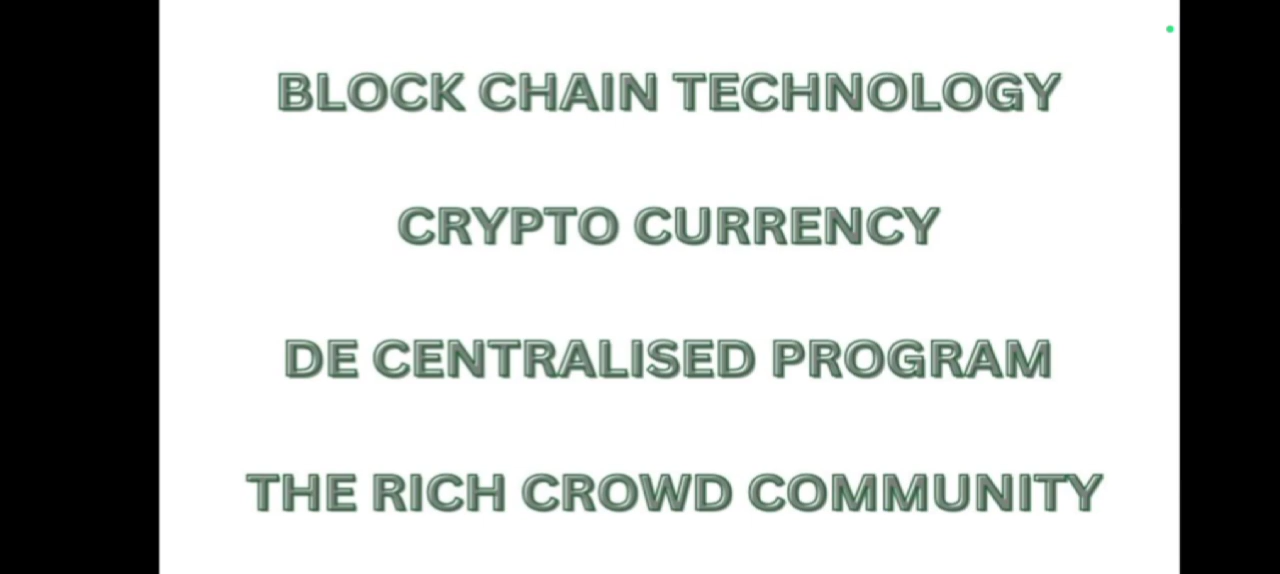 BLOCK CHAIN TECHNOLOGY
CRYPTO CURRENCY
DE CENTRALISED PROGRAM
THE RICH CROWD COMMUNITY